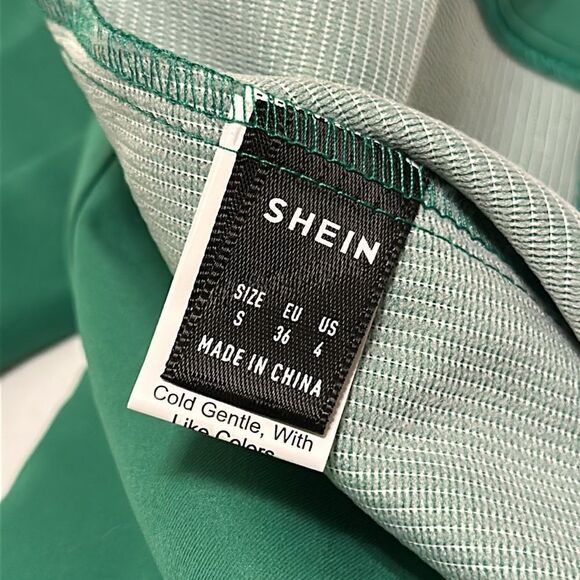 SHEIN
SIZE EU US
S 36 4
MADE IN CHINA
Cold Gentle, With
Like Colors